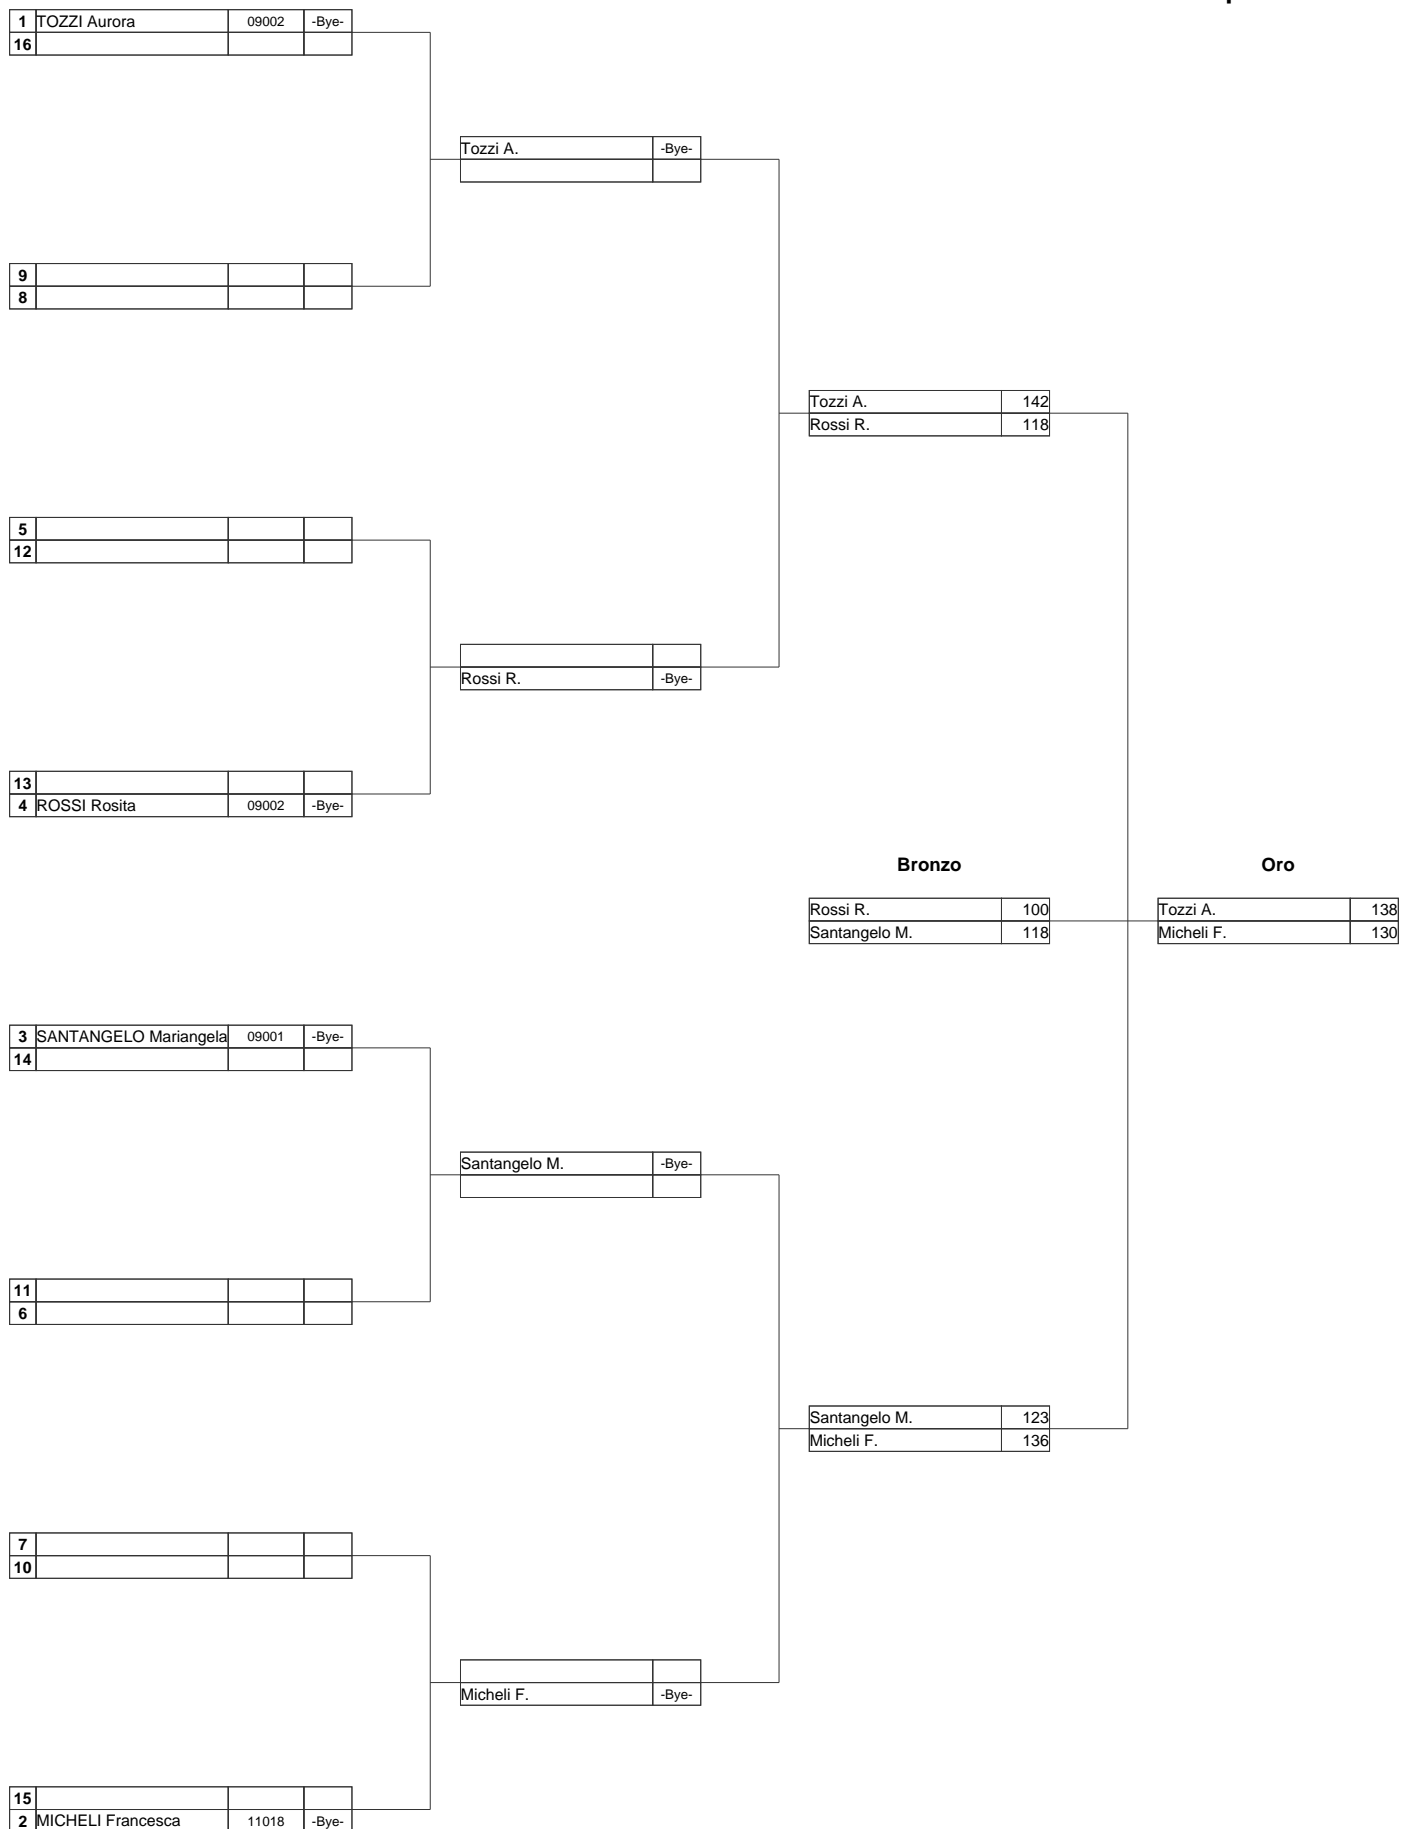 1 TOZZI Aurora 09002 -Bye-
16
Tozzi A. -Bye-
9
8
Tozzi A. 142
Rossi R. 118
5
12
Rossi R. -Bye-
13
4 ROSSI Rosita 09002 -Bye-
Bronzo Oro
Rossi R. 100 Tozzi A. 138
Santangelo M. 118 Micheli F. 130
3 SANTANGELO Mariangela 09001 -Bye-
14
Santangelo M. -Bye-
11
6
Santangelo M. 123
Micheli F. 136
7
10
Micheli F. -Bye-
15
2 MICHELI Francesca 11018 -Bye-